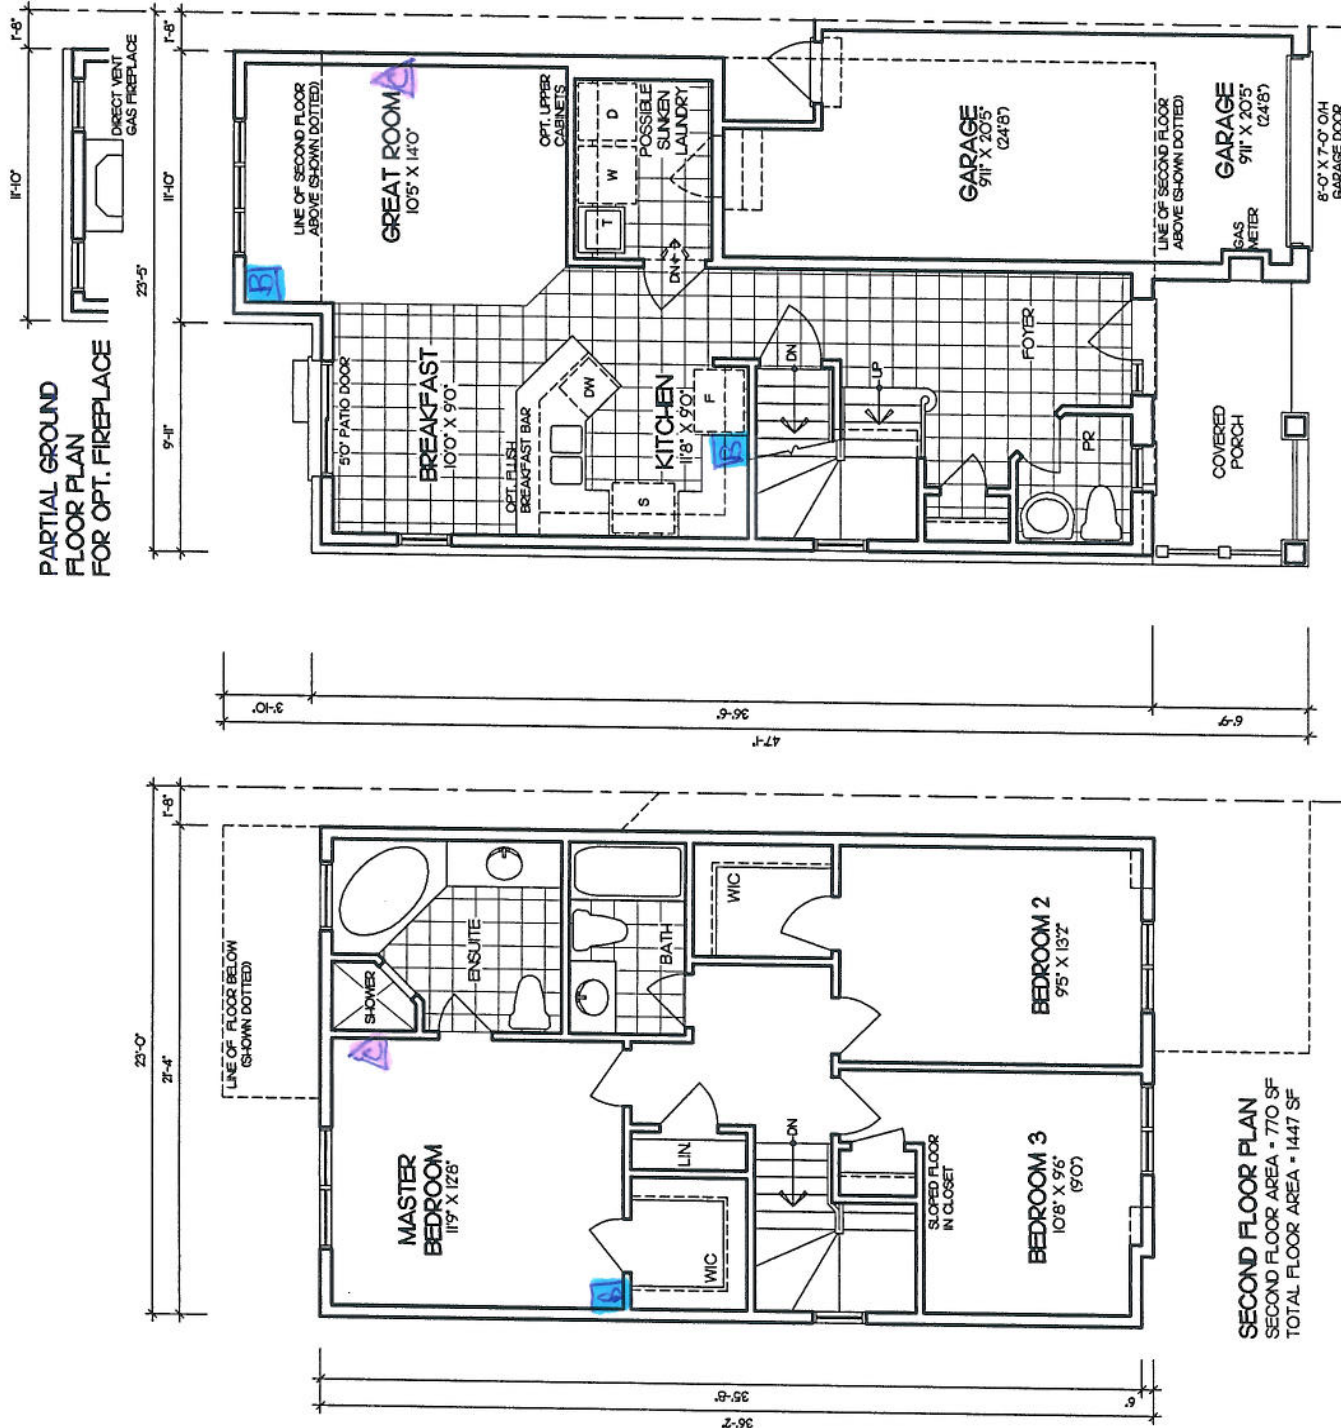 PARTIAL GROUND
FLOOR PLAN
FOR OPT. FIREPLACE
11'-10"
1'-8"
DIRECT VENT
GAS FIREPLACE
23'-5"
9'-11"
11'-10"
1'-8"
LINE OF SECOND FLOOR
ABOVE (SHOWN DOTTED)
GREAT ROOM
10'5" X 14'0"
C
B
5'0" PATIO DOOR
BREAKFAST
10'0" X 9'0"
OPT. FLUSH
BREAKFAST BAR
DW
KITCHEN
11'8" X 9'0"
S
F
B
OPT. UPPER
CABINETS
T
W
D
POSSIBLE
SUNKEN
LAUNDRY
DN
DN
UP
FOYER
PR
COVERED
PORCH
GARAGE
9'11" X 20'5"
(24'8")
LINE OF SECOND FLOOR
ABOVE (SHOWN DOTTED)
GARAGE
9'11" X 20'5"
(24'8")
GAS
METER
8'-0" X 7'-0" O/H
GARAGE DOOR
3'-10"
36'-6"
6'-9"
47'-1"
23'-0"
21'-4"
1'-8"
LINE OF FLOOR BELOW
(SHOWN DOTTED)
SHOWER
ENSUITE
C
MASTER
BEDROOM
11'9" X 12'8"
BATH
WIC
LIN.
WIC
DN
SLOPED FLOOR
IN CLOSET
BEDROOM 2
9'5" X 13'2"
BEDROOM 3
10'8" X 9'6"
(9'0")
35'-8"
6"
36'-2"
SECOND FLOOR PLAN
SECOND FLOOR AREA = 770 SF
TOTAL FLOOR AREA = 1447 SF